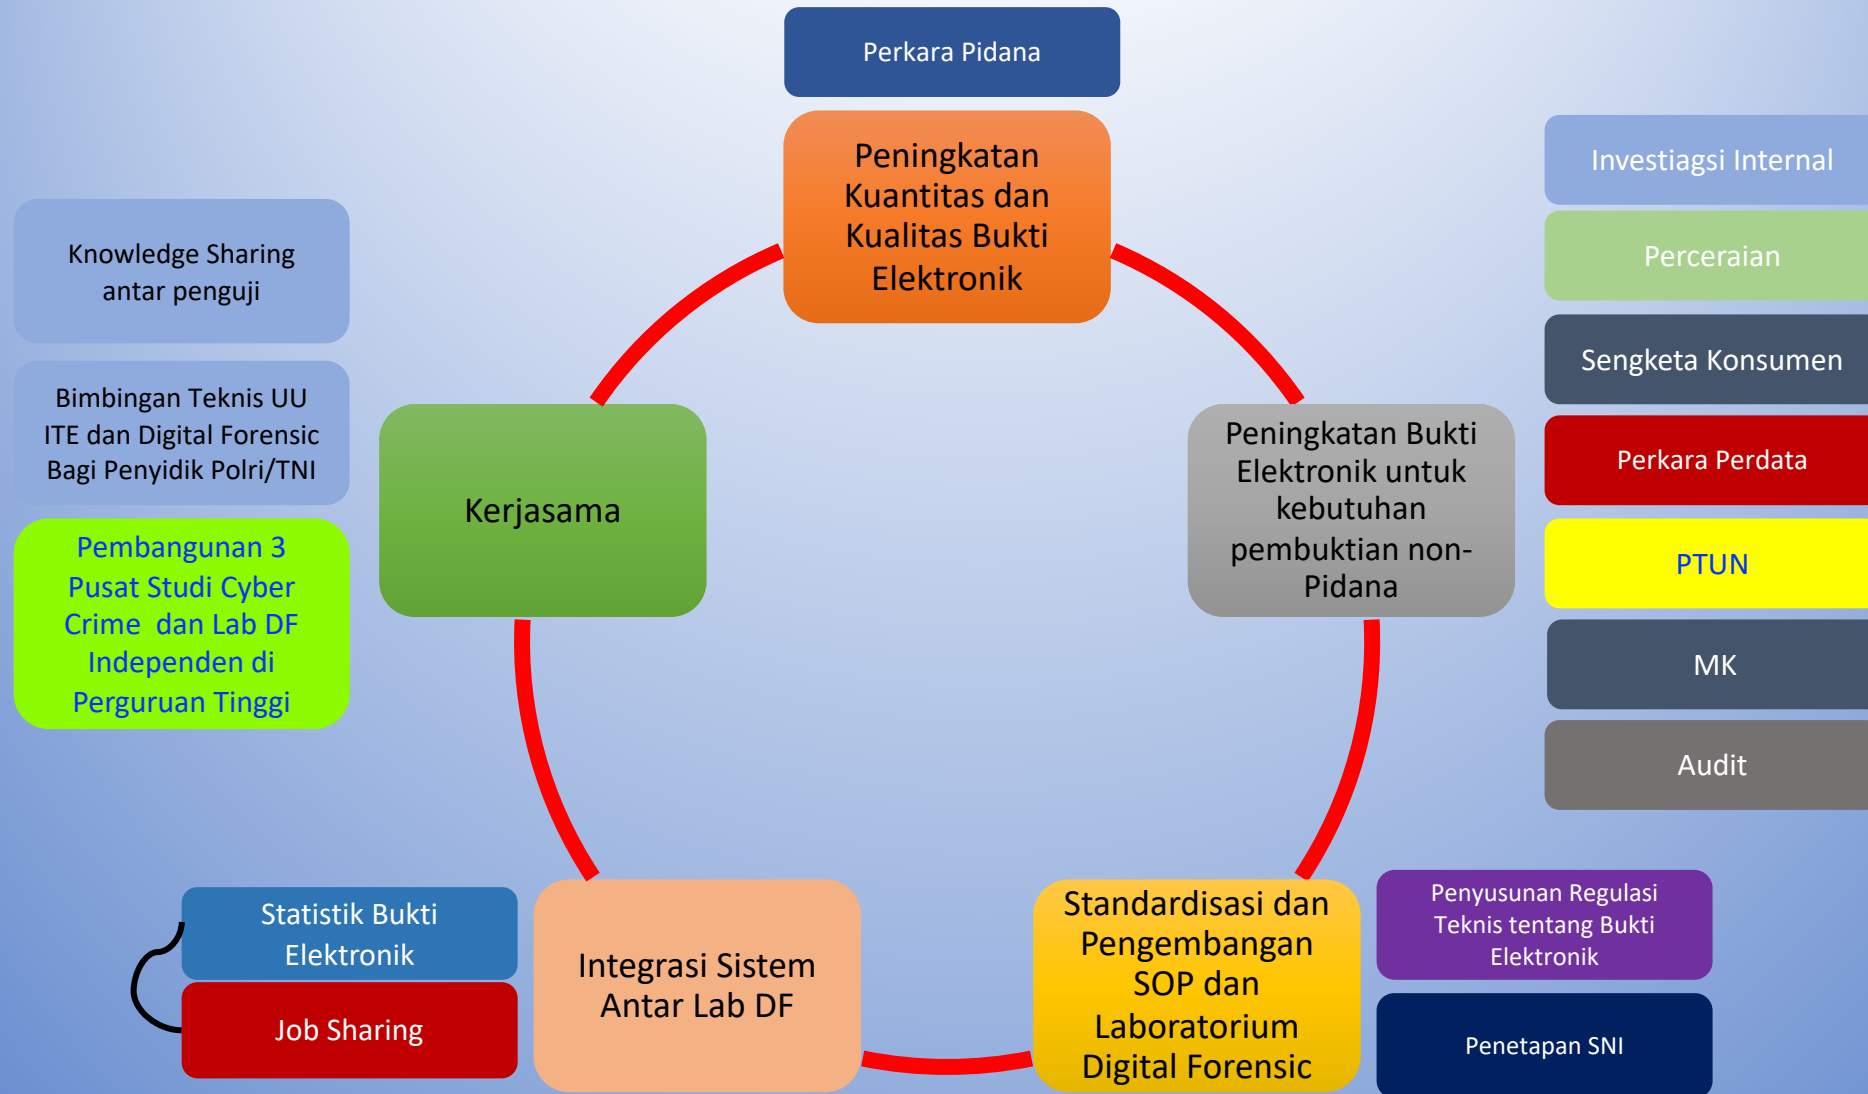 Perkara Pidana
Peningkatan
Kuantitas dan
Kualitas Bukti
Elektronik
Investiagsi Internal
Perceraian
Sengketa Konsumen
Perkara Perdata
PTUN
MK
Audit
Knowledge Sharing
antar penguji
Bimbingan Teknis UU
ITE dan Digital Forensic
Bagi Penyidik Polri/TNI
Pembangunan 3
Pusat Studi Cyber
Crime dan Lab DF
Independen di
Perguruan Tinggi
Kerjasama
Peningkatan Bukti
Elektronik untuk
kebutuhan
pembuktian non-
Pidana
Statistik Bukti
Elektronik
Job Sharing
Integrasi Sistem
Antar Lab DF
Standardisasi dan
Pengembangan
SOP dan
Laboratorium
Digital Forensic
Penyusunan Regulasi
Teknis tentang Bukti
Elektronik
Penetapan SNI